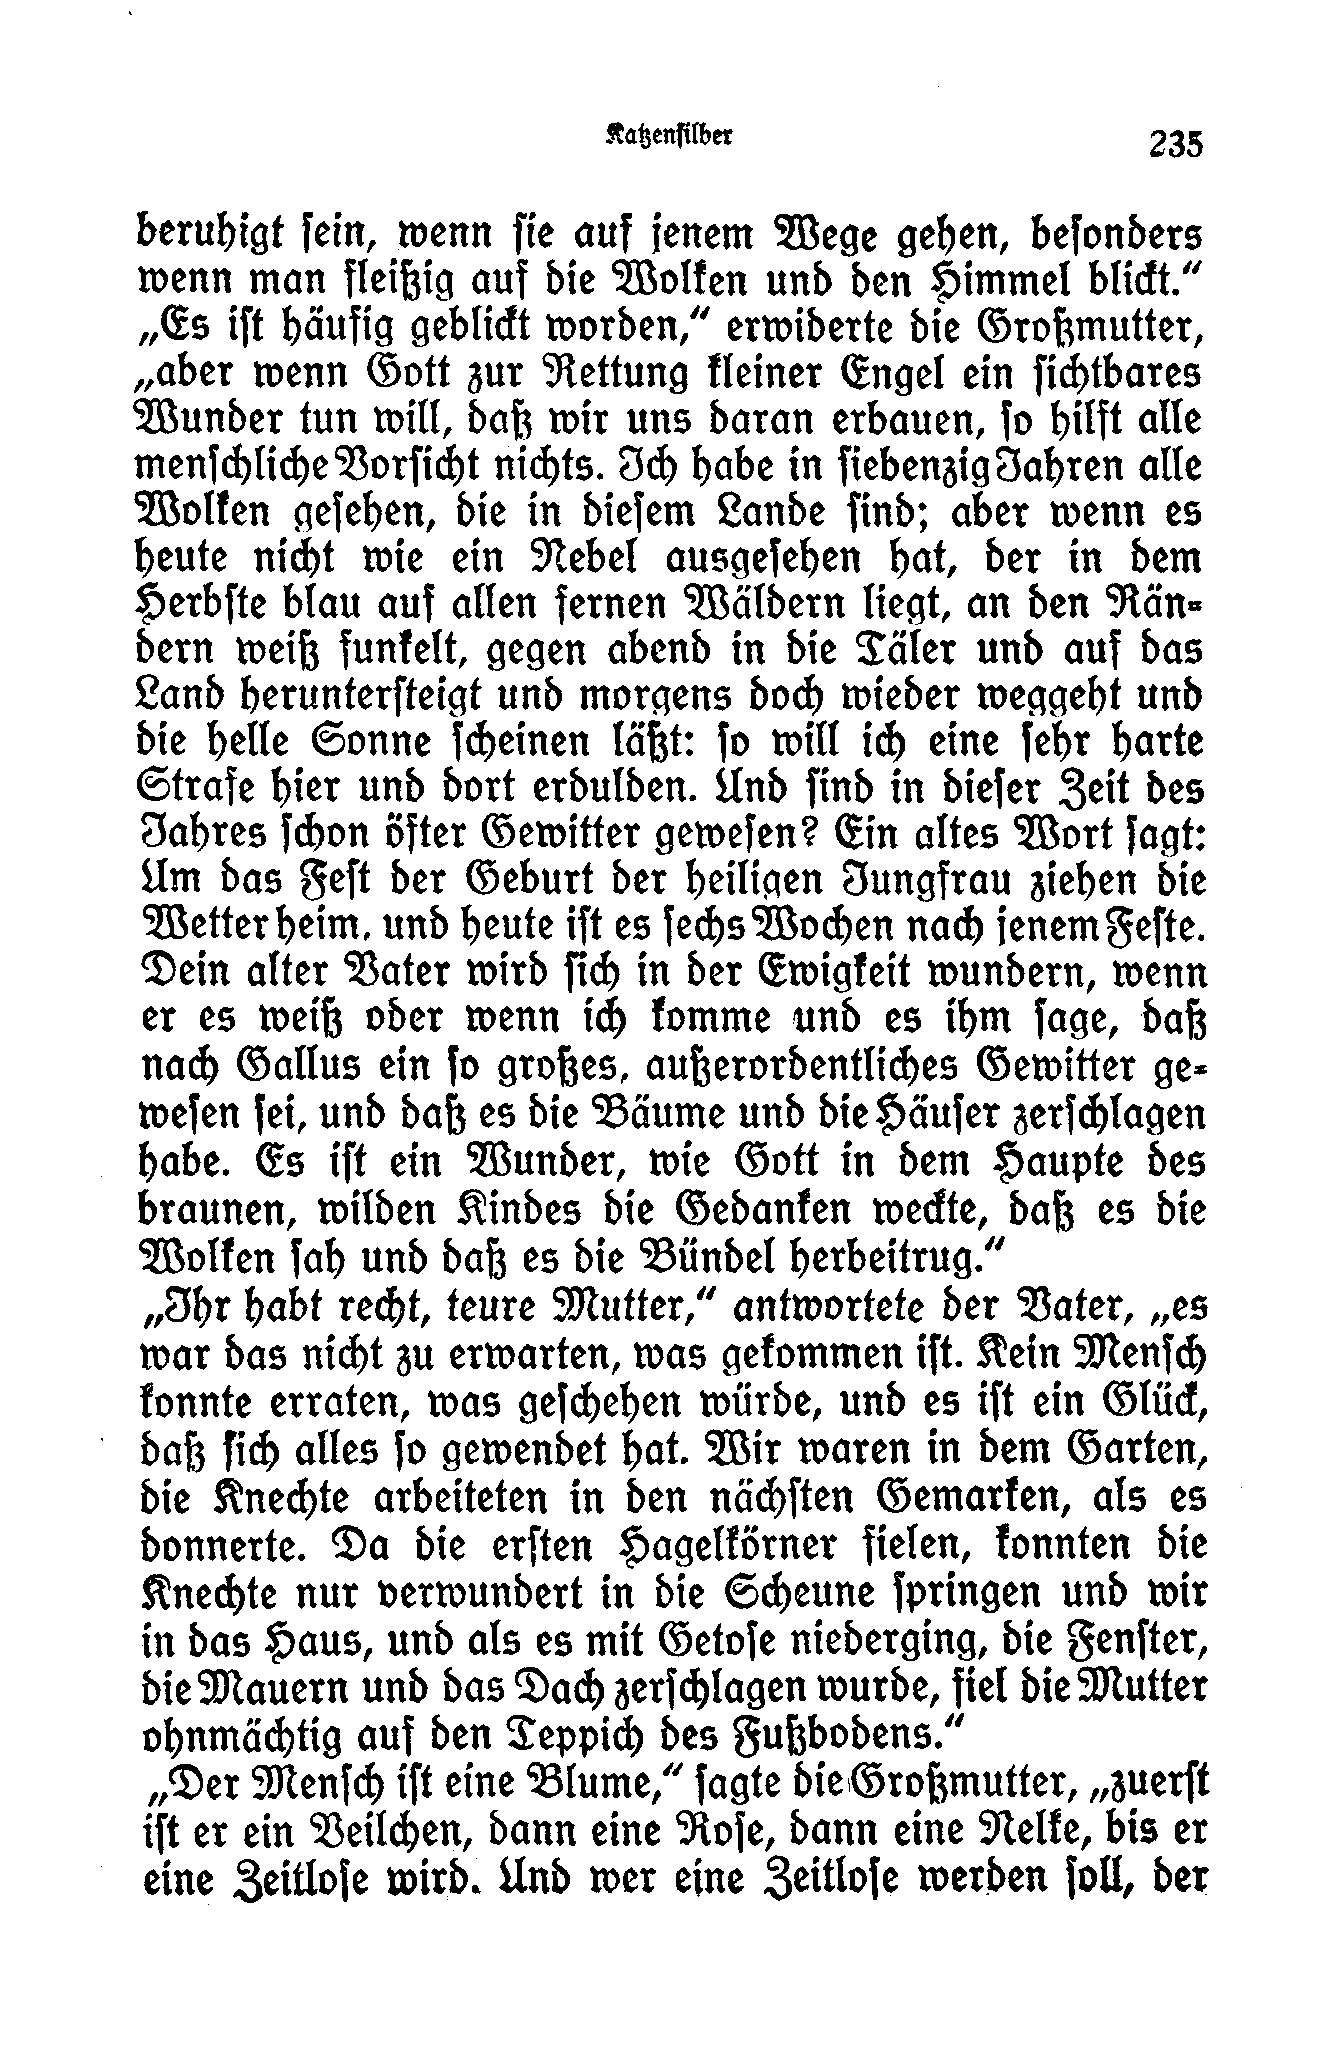 Katzensilber
235
beruhigt sein, wenn sie auf jenem Wege gehen, besonders
wenn man fleißig auf die Wolken und den Himmel blickt.“
„Es ist häufig geblickt worden,“ erwiderte die Großmutter,
„aber wenn Gott zur Rettung kleiner Engel ein sichtbares
Wunder tun will, daß wir uns daran erbauen, so hilft alle
menschliche Vorsicht nichts. Ich habe in siebenzig Jahren alle
Wolken gesehen, die in diesem Lande sind; aber wenn es
heute nicht wie ein Nebel ausgesehen hat, der in dem
Herbste blau auf allen fernen Wäldern liegt, an den Rän-
dern weiß funkelt, gegen abend in die Täler und auf das
Land heruntersteigt und morgens doch wieder weggeht und
die helle Sonne scheinen läßt: so will ich eine sehr harte
Strafe hier und dort erdulden. Und sind in dieser Zeit des
Jahres schon öfter Gewitter gewesen? Ein altes Wort sagt:
Um das Fest der Geburt der heiligen Jungfrau ziehen die
Wetter heim, und heute ist es sechs Wochen nach jenem Feste.
Dein alter Vater wird sich in der Ewigkeit wundern, wenn
er es weiß oder wenn ich komme und es ihm sage, daß
nach Gallus ein so großes, außerordentliches Gewitter ge-
wesen sei, und daß es die Bäume und die Häuser zerschlagen
habe. Es ist ein Wunder, wie Gott in dem Haupte des
braunen, wilden Kindes die Gedanken weckte, daß es die
Wolken sah und daß es die Bündel herbeitrug.“
„Ihr habt recht, teure Mutter,“ antwortete der Vater, „es
war das nicht zu erwarten, was gekommen ist. Kein Mensch
konnte erraten, was geschehen würde, und es ist ein Glück,
daß sich alles so gewendet hat. Wir waren in dem Garten,
die Knechte arbeiteten in den nächsten Gemarken, als es
donnerte. Da die ersten Hagelkörner fielen, konnten die
Knechte nur verwundert in die Scheune springen und wir
in das Haus, und als es mit Getose niederging, die Fenster,
die Mauern und das Dach zerschlagen wurde, fiel die Mutter
ohnmächtig auf den Teppich des Fußbodens.“
„Der Mensch ist eine Blume,“ sagte die Großmutter, „zuerst
ist er ein Veilchen, dann eine Rose, dann eine Nelke, bis er
eine Zeitlose wird. Und wer eine Zeitlose werden soll, der